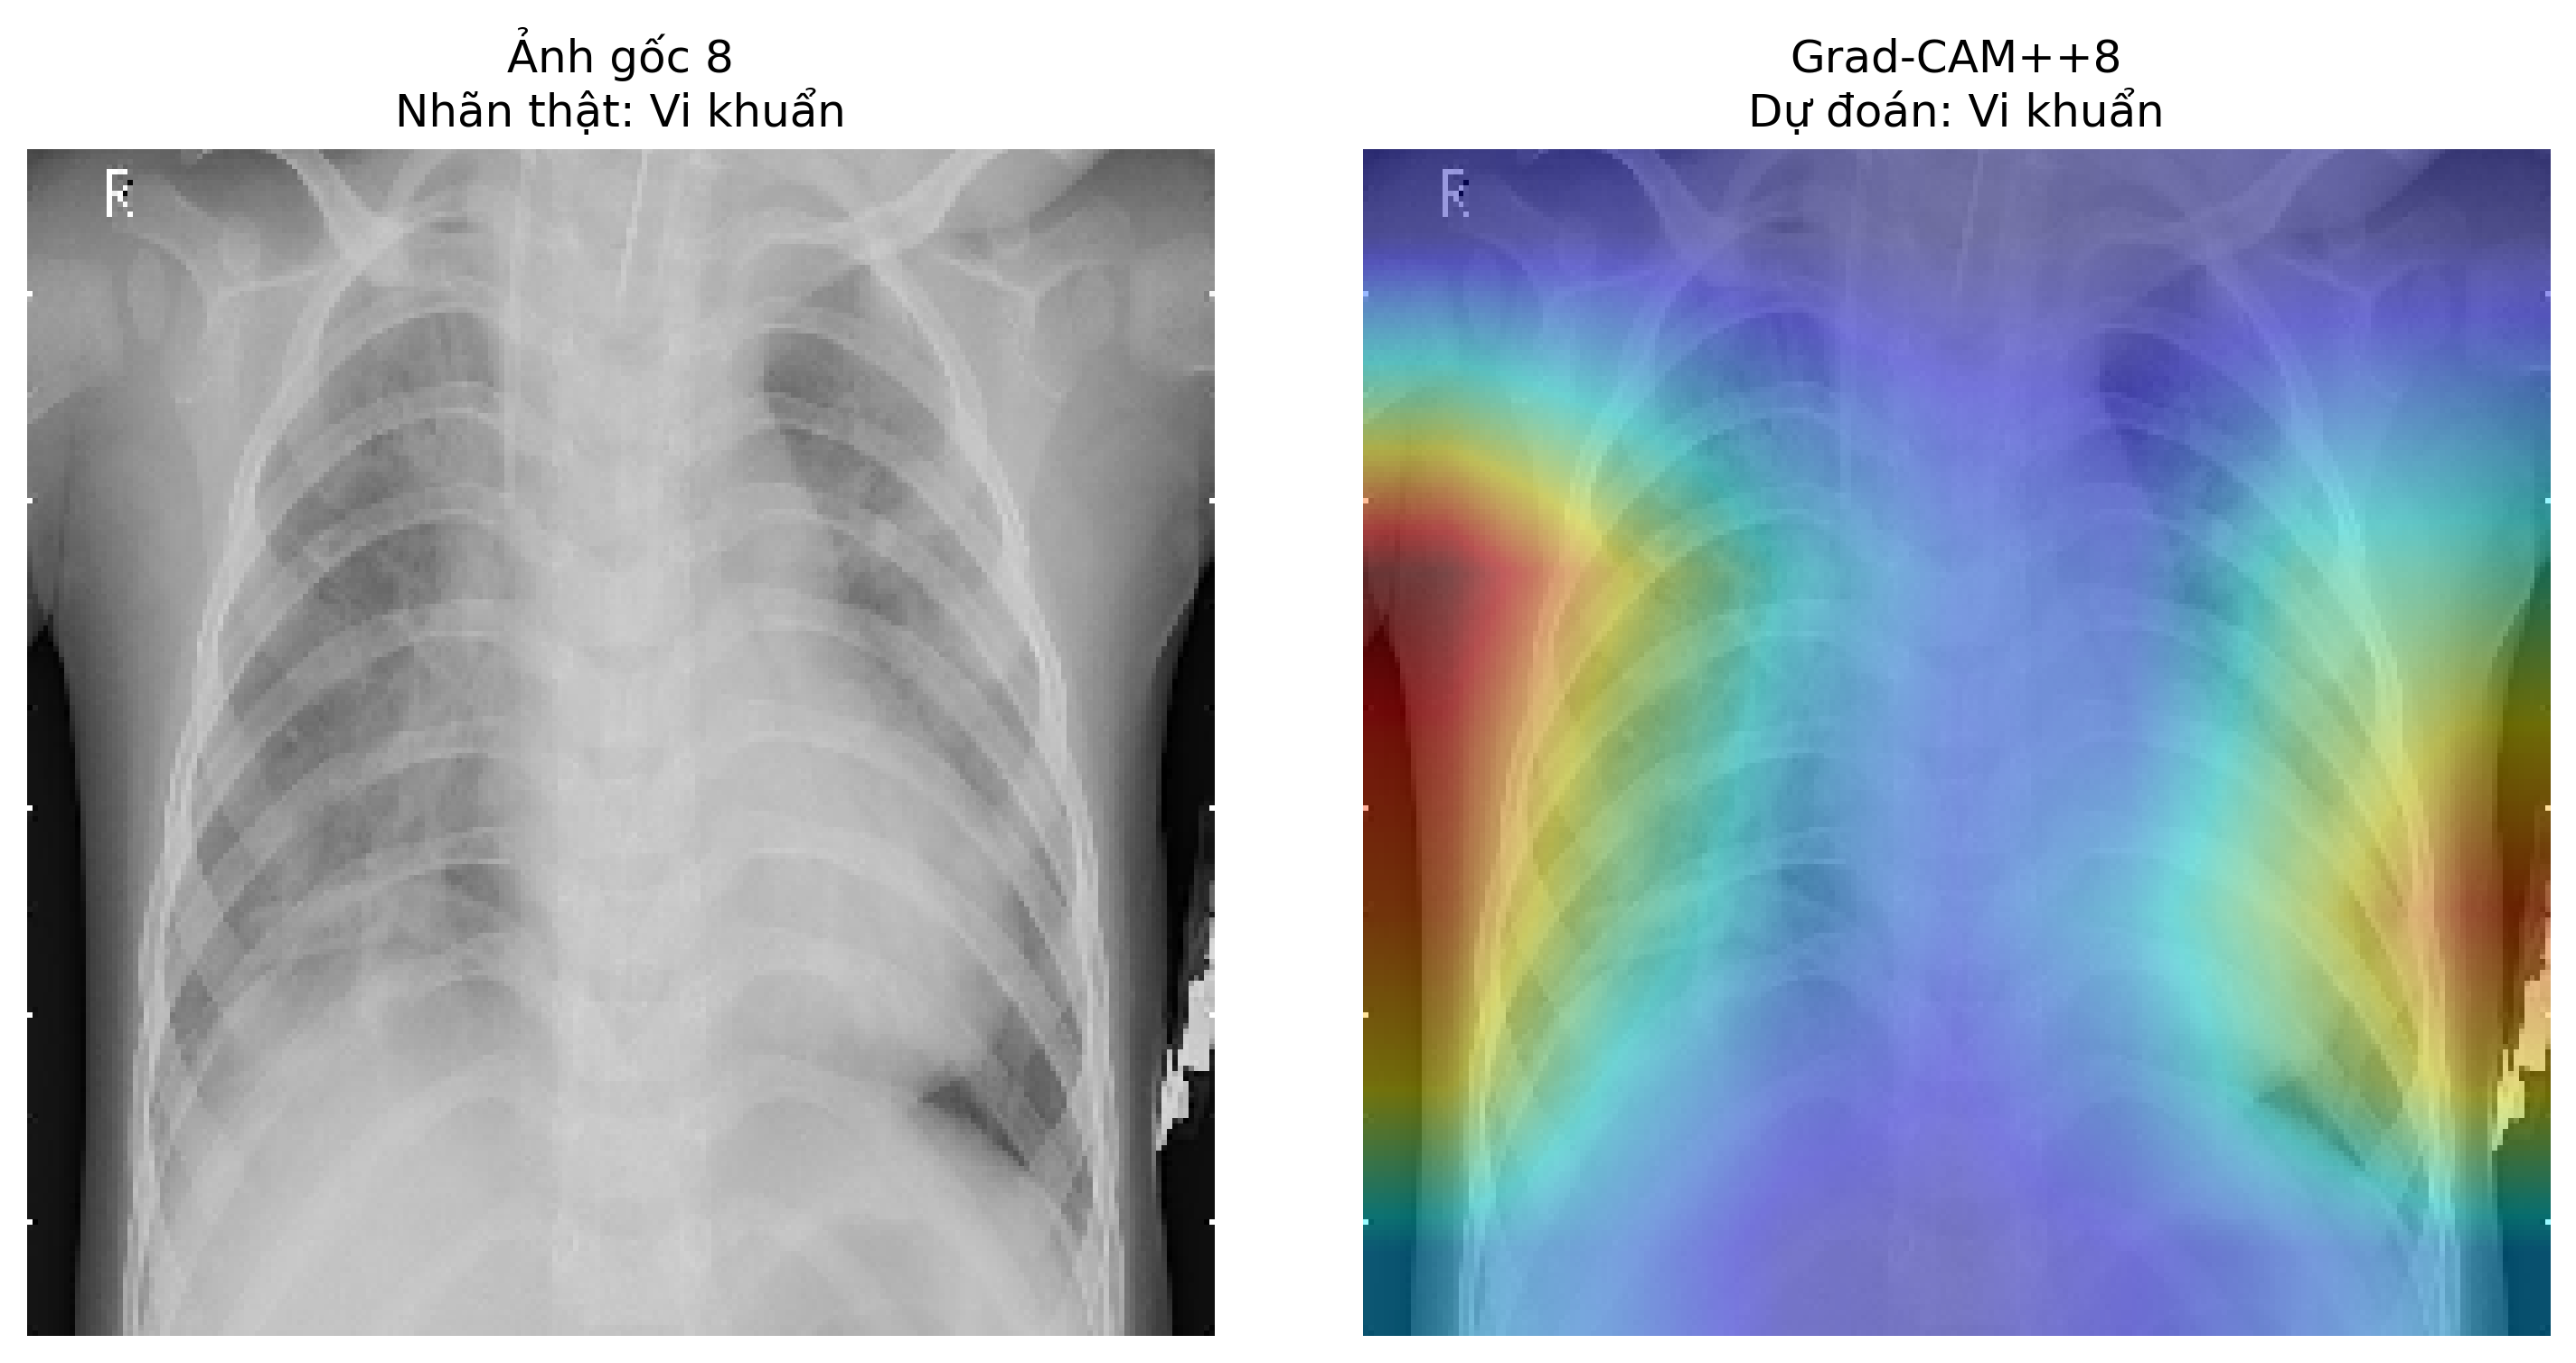 Ảnh gốc 8
Nhãn thật: Vi khuẩn
Grad-CAM++8
Dự đoán: Vi khuẩn
R
R